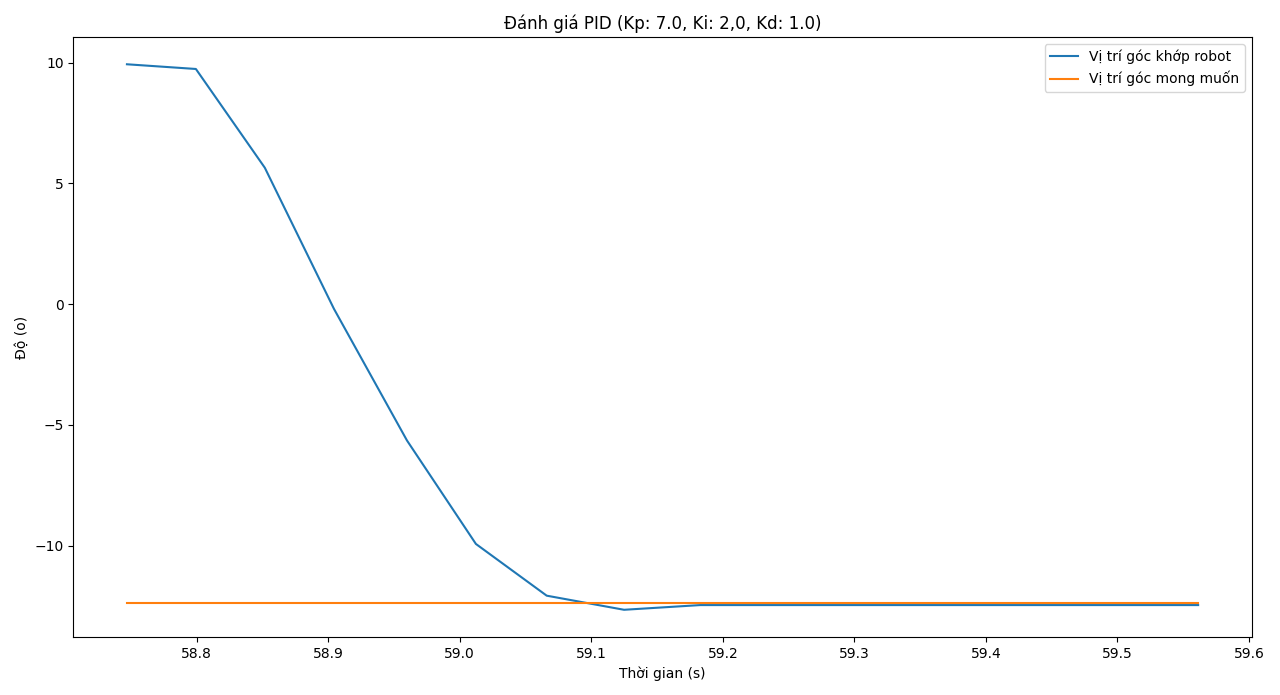 Đánh giá PID (Kp: 7.0, Ki: 2,0, Kd: 1.0)
Vị trí góc khớp robot
Vị trí góc mong muốn
10
5
0
−5
−10
Độ (o)
58.8 58.9 59.0 59.1 59.2 59.3 59.4 59.5 59.6
Thời gian (s)